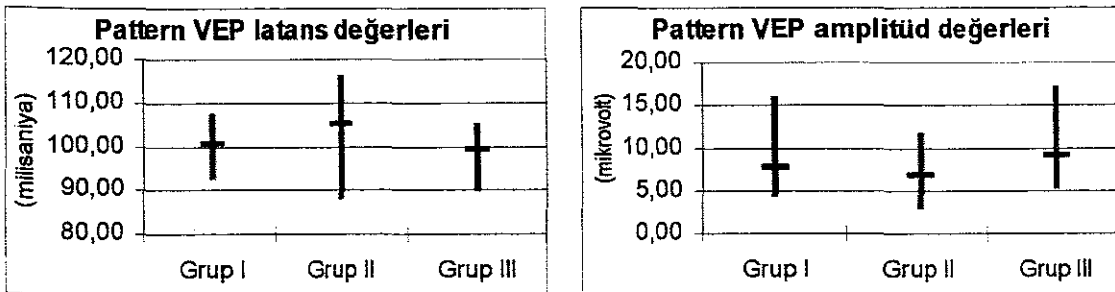 Pattern VEP latans değerleri
120,00
110,00
100,00
90,00
80,00
(milisaniya)
Grup I Grup II Grup III
Pattern VEP amplitüd değerleri
20,00
15,00
10,00
5,00
0,00
(mikrovolt)
Grup I Grup II Grup III